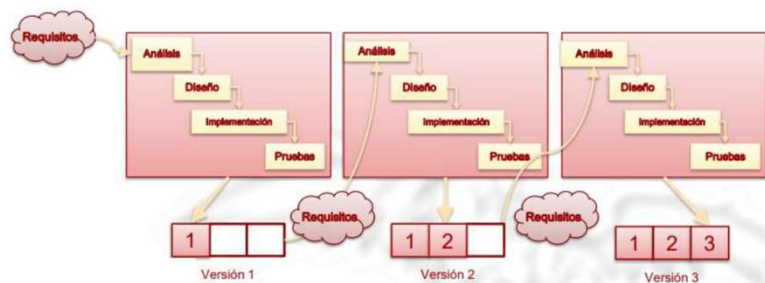 Requisitos
Análisis
Diseño
Implementación
Pruebas
Análisis
Diseño
Implementación
Pruebas
Análisis
Diseño
Implementación
Pruebas
Requisitos
Requisitos
1
1 2
1 2 3
Versión 1
Versión 2
Versión 3